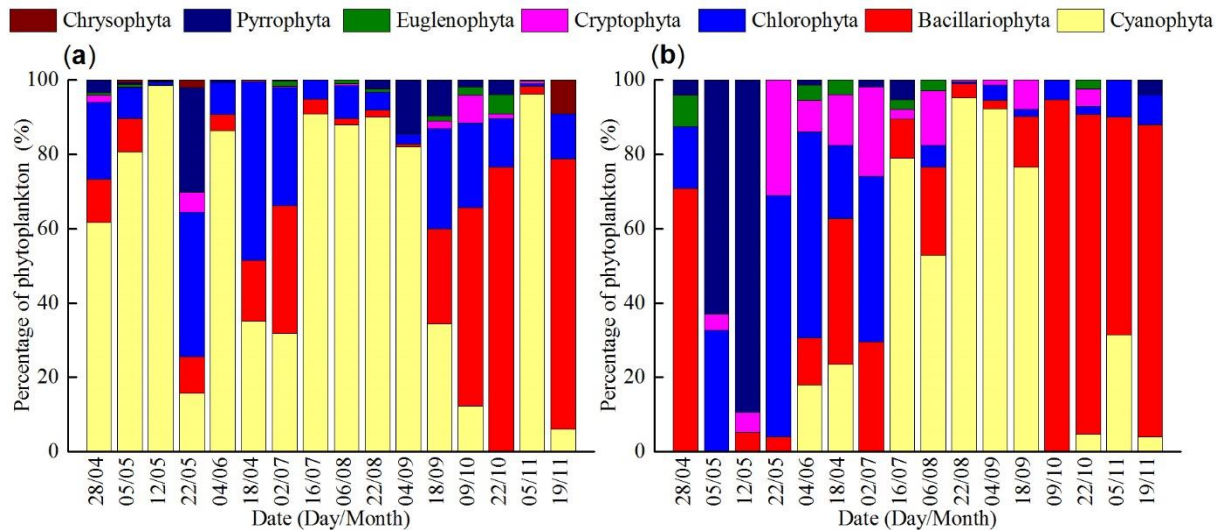 Chrysophyta Pyrrophyta Euglenophyta Cryptophyta Chlorophyta Bacillariophyta Cyanophyta
(a)
Percentage of phytoplankton (%)
100
80
60
40
20
0
28/04 05/05 12/05 22/05 04/06 18/04 02/07 16/07 06/08 22/08 04/09 18/09 09/10 22/10 05/11 19/11
Date (Day/Month)
(b)
Percentage of phytoplankton (%)
100
80
60
40
20
0
28/04 05/05 12/05 22/05 04/06 18/04 02/07 16/07 06/08 22/08 04/09 18/09 09/10 22/10 05/11 19/11
Date (Day/Month)